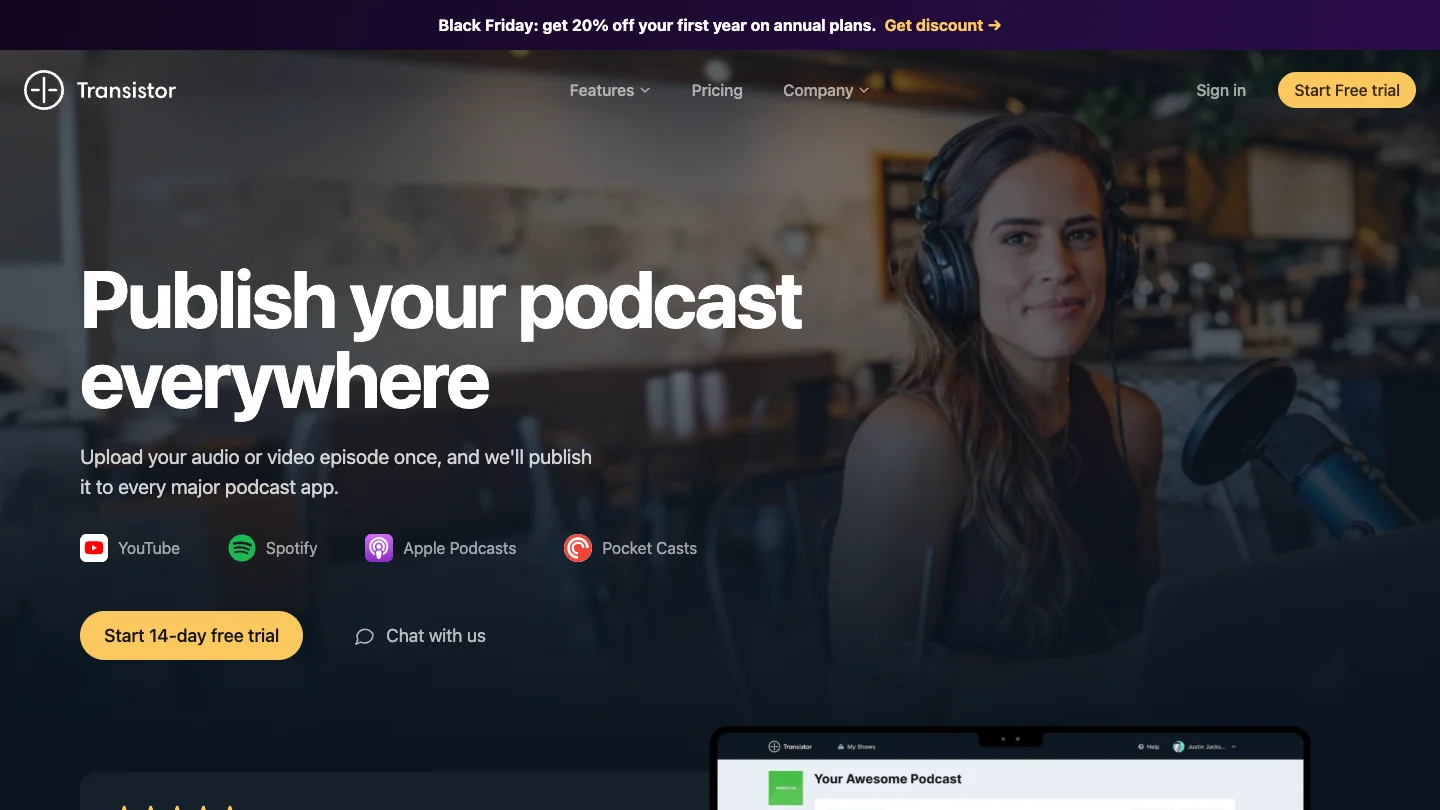 Black Friday: get 20% off your first year on annual plans. Get discount →
Transistor
Features
Pricing
Company
Sign in
Start Free trial
Publish your podcast
everywhere
Upload your audio or video episode once, and we'll publish
it to every major podcast app.
YouTube
Spotify
Apple Podcasts
Pocket Casts
Start 14-day free trial
Chat with us
Transistor
My Shows
Help
Justin Jacks...
Your Awesome Podcast